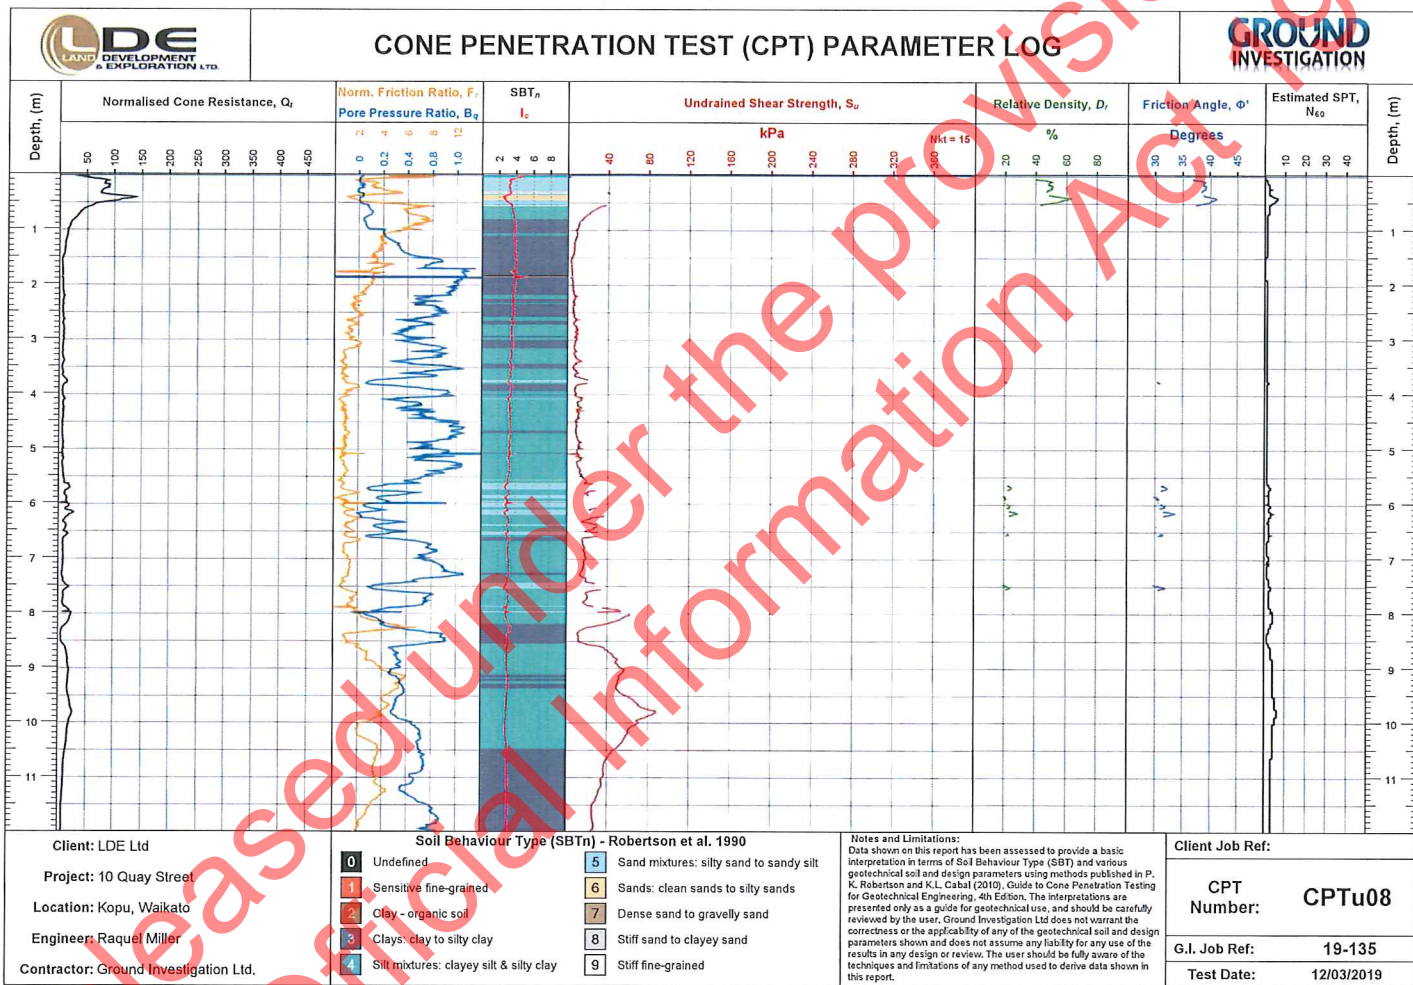 LDE
LAND DEVELOPMENT
& EXPLORATION LTD.
CONE PENETRATION TEST (CPT) PARAMETER LOG
GROUND
INVESTIGATION
Depth, (m)
Normalised Cone Resistance, Qt
50 100 150 200 250 300 350 400 450
Norm. Friction Ratio, Fr
Pore Pressure Ratio, Bq
2 4 6 8 10 12
0 0.2 0.4 0.6 0.8 1.0
SBTn
Ic
2 4 6 8
Undrained Shear Strength, Su
kPa
Nkt = 15
40 80 120 160 200 240 280 320 360
Relative Density, Dr
%
20 40 60 80
Friction Angle, Φ'
Degrees
30 35 40 45
Estimated SPT,
N60
10 20 30 40
Depth, (m)
1 1
2 2
3 3
4 4
5 5
6 6
7 7
8 8
9 9
10 10
11 11
Client: LDE Ltd
Project: 10 Quay Street
Location: Kopu, Waikato
Engineer: Raquel Miller
Contractor: Ground Investigation Ltd.
Soil Behaviour Type (SBTn) - Robertson et al. 1990
0 Undefined
1 Sensitive fine-grained
2 Clay - organic soil
3 Clays: clay to silty clay
4 Silt mixtures: clayey silt & silty clay
5 Sand mixtures: silty sand to sandy silt
6 Sands: clean sands to silty sands
7 Dense sand to gravelly sand
8 Stiff sand to clayey sand
9 Stiff fine-grained
Notes and Limitations:
Data shown on this report has been assessed to provide a basic
interpretation in terms of Soil Behaviour Type (SBT) and various
geotechnical soil and design parameters using methods published in P.
K. Robertson and K.L. Cabal (2010), Guide to Cone Penetration Testing
for Geotechnical Engineering, 4th Edition. The interpretations are
presented only as a guide for geotechnical use, and should be carefully
reviewed by the user. Ground Investigation Ltd does not warrant the
correctness or the applicability of any of the geotechnical soil and design
parameters shown and does not assume any liability for any use of the
results in any design or review. The user should be fully aware of the
techniques and limitations of any method used to derive data shown in
this report.
Client Job Ref:
CPT
Number: CPTu08
G.I. Job Ref: 19-135
Test Date: 12/03/2019
leased under the provisi
official Information Act 19